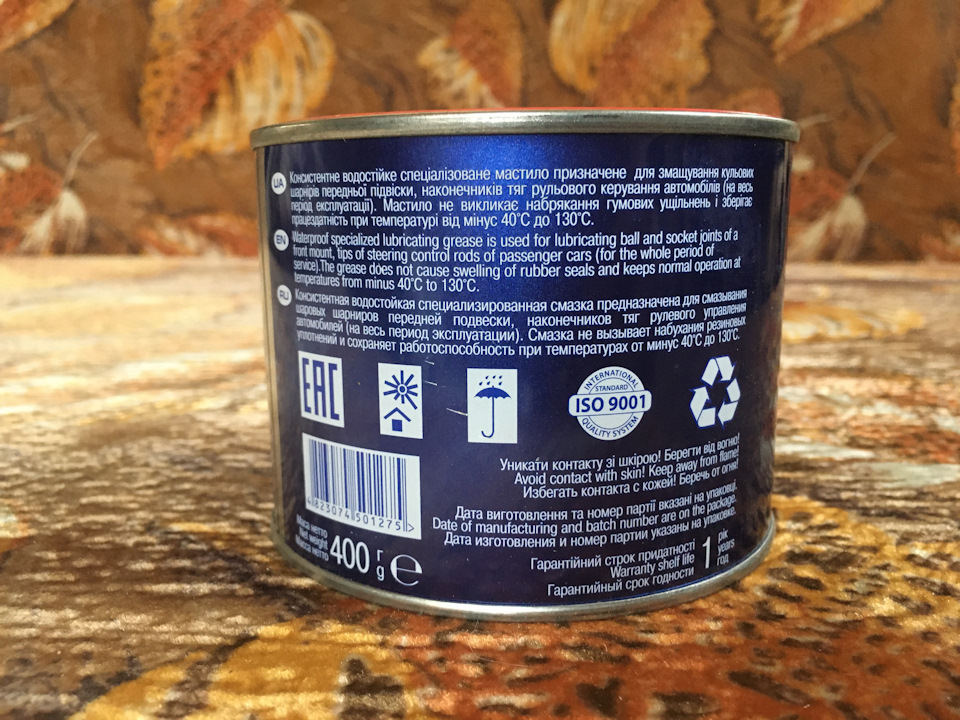 UA
Консистентне водостійке спеціалізоване мастило призначене для змащування кульових
шарнірів передньої підвіски, наконечників тяг рульового керування автомобілів (на весь
період експлуатації). Мастило не викликає набрякання гумових ущільнень і зберігає
працездатність при температурі від мінус 40°С до 130°С.
EN
Waterproof specialized lubricating grease is used for lubricating ball and socket joints of a
front mount, tips of steering control rods of passenger cars (for the whole period of
service).The grease does not cause swelling of rubber seals and keeps normal operation at
temperatures from minus 40°C to 130°C.
RU
Консистентная водостойкая специализированная смазка предназначена для смазывания
шаровых шарниров передней подвески, наконечников тяг рулевого управления
автомобилей (на весь период эксплуатации). Смазка не вызывает набухания резиновых
уплотнений и сохраняет работоспособность при температурах от минус 40°С до 130°С.
EAC
INTERNATIONAL
STANDARD
ISO 9001
QUALITY SYSTEM
Уникати контакту зі шкірою! Берегти від вогню!
Avoid contact with skin! Keep away from flame!
Избегать контакта с кожей! Беречь от огня!
4 823074 501275 >
Дата виготовлення та номер партії вказані на упаковці.
Date of manufacturing and batch number are on the package.
Дата изготовления и номер партии указаны на упаковке.
Маса нетто
Net weight
Масса нетто
400 г
g
℮
Гарантійний строк придатності
Warranty shelf life
Гарантийный срок годности
1
рік
years
год